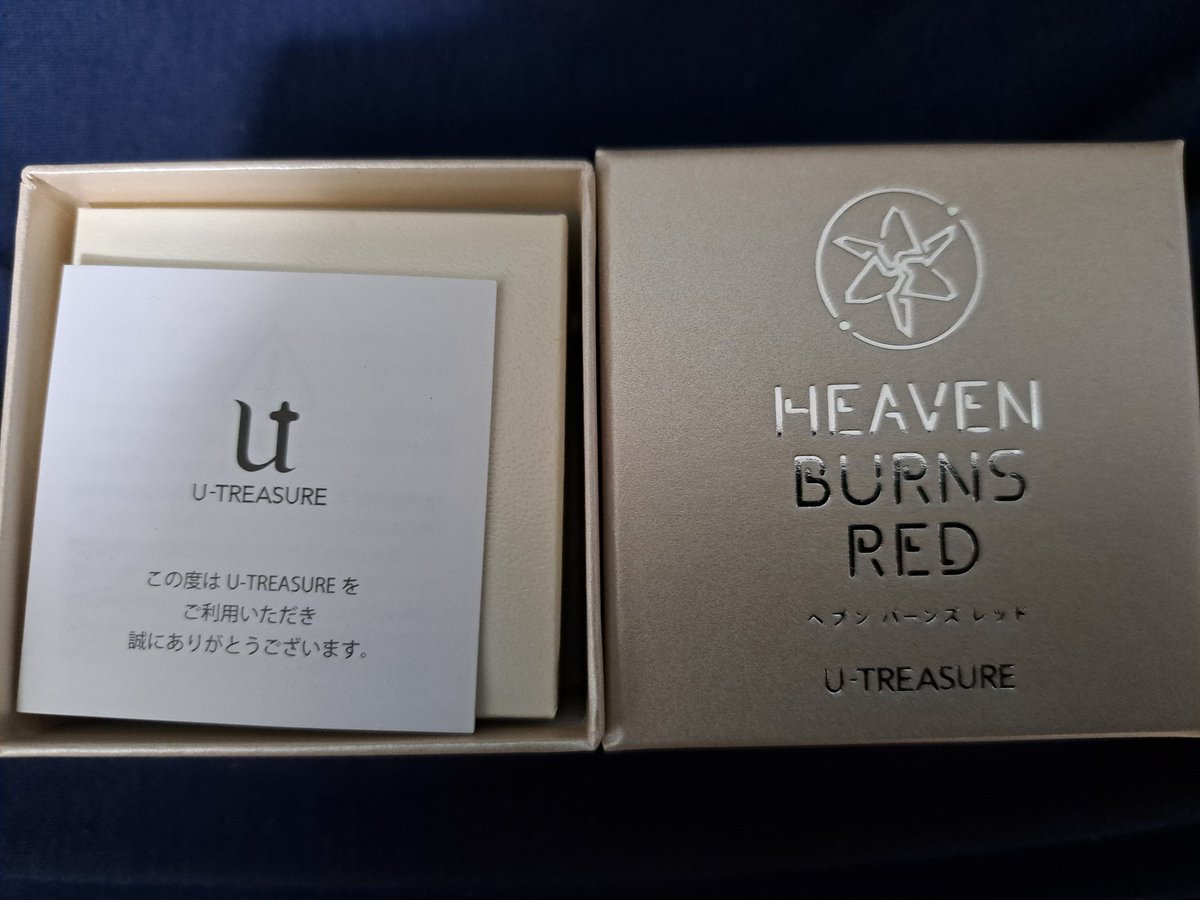 ut
U-TREASURE
この度は U-TREASURE を
ご利用いただき
誠にありがとうございます。
HEAVEN
BURNS
RED
ヘブン バーンズ レッド
U-TREASURE